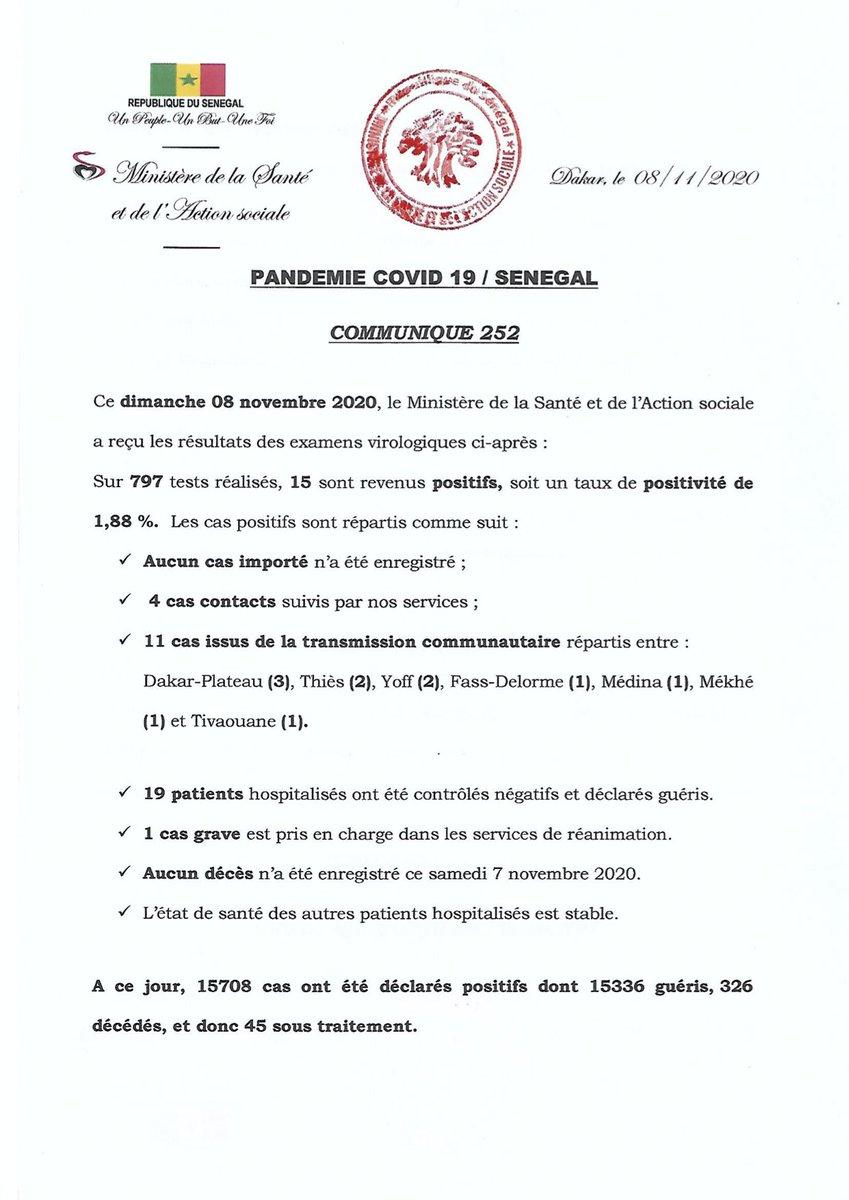 REPUBLIQUE DU SENEGAL
Un Peuple-Un But-Une Foi
Ministère de la Santé
et de l'Action sociale
République du Sénégal
ACTION SOCIALE
Dakar, le 08/11/2020
PANDEMIE COVID 19 / SENEGAL
COMMUNIQUE 252
Ce dimanche 08 novembre 2020, le Ministère de la Santé et de l'Action sociale
a reçu les résultats des examens virologiques ci-après :
Sur 797 tests réalisés, 15 sont revenus positifs, soit un taux de positivité de
1,88 %. Les cas positifs sont répartis comme suit :
✓ Aucun cas importé n'a été enregistré ;
✓ 4 cas contacts suivis par nos services ;
✓ 11 cas issus de la transmission communautaire répartis entre :
Dakar-Plateau (3), Thiès (2), Yoff (2), Fass-Delorme (1), Médina (1), Mékhé
(1) et Tivaouane (1).
✓ 19 patients hospitalisés ont été contrôlés négatifs et déclarés guéris.
✓ 1 cas grave est pris en charge dans les services de réanimation.
✓ Aucun décès n'a été enregistré ce samedi 7 novembre 2020.
✓ L'état de santé des autres patients hospitalisés est stable.
A ce jour, 15708 cas ont été déclarés positifs dont 15336 guéris, 326
décédés, et donc 45 sous traitement.